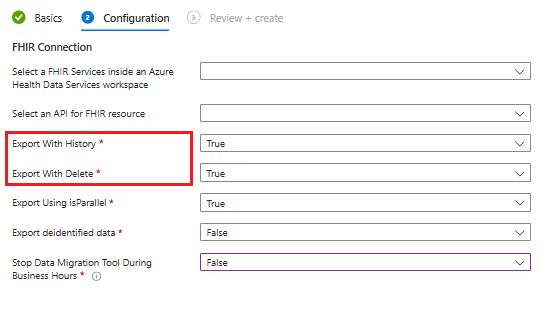 Basics 2 Configuration 3 Review + create
FHIR Connection
Select a FHIR Services inside an Azure
Health Data Services workspace
Select an API for FHIR resource
Export With History * True
Export With Delete * True
Export Using isParallel * True
Export deidentified data * False
Stop Data Migration Tool During False
Business Hours *